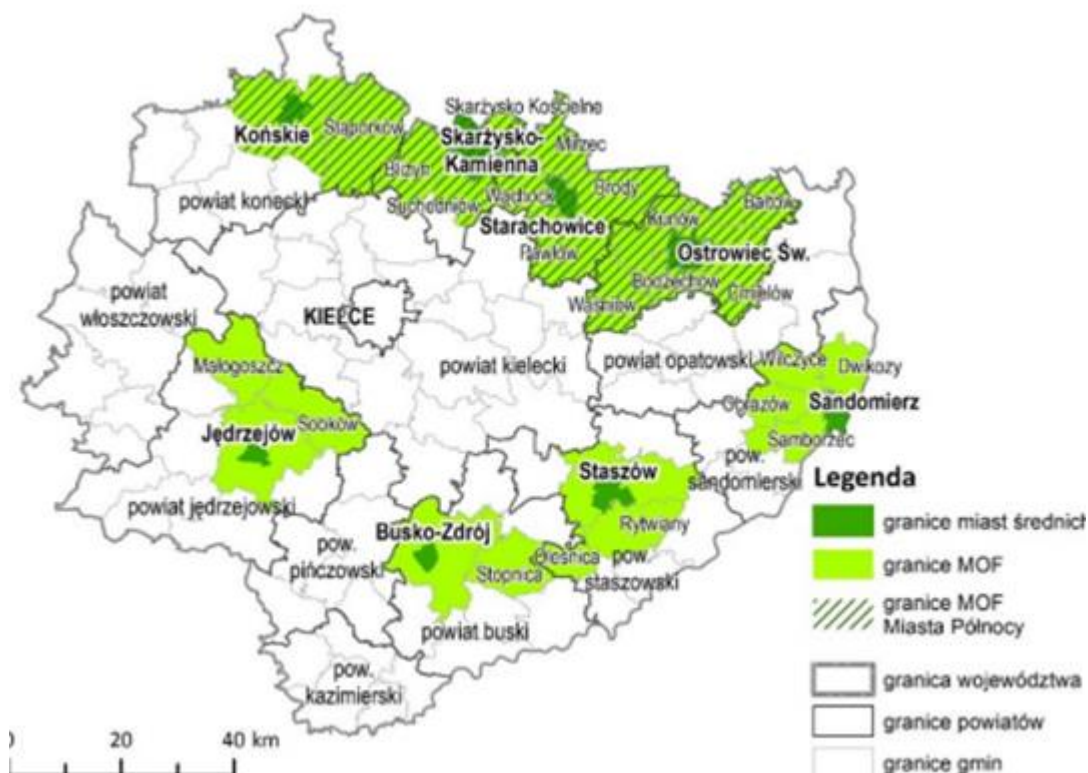 Skarżysko Kościelne
Końskie
Stąporków
Skarżysko-
Kamienna
Mirzec
Bliżyn
powiat konecki
Suchedniów
Wąchock
Brody
Bałtów
Starachowice
Kunów
Ostrowiec Św.
Pawłów
Bodzechów
Ćmielów
Waśniów
powiat
włoszczowski
KIELCE
powiat kielecki
powiat opatowski
Wilczyce
Dwikozy
Małogoszcz
Obrazów
Sandomierz
Sobków
Jędrzejów
Samborzec
pow.
sandomierski
Staszów
powiat jędrzejowski
Rytwiany
Busko-Zdrój
pow.
pińczowski
Oleśnica
Stopnica
pow.
staszowski
powiat buski
pow.
kazimierski
Legenda
granice miast średnich
granice MOF
granice MOF
Miasta Północy
granica województwa
granice powiatów
granice gmin
0 20 40 km